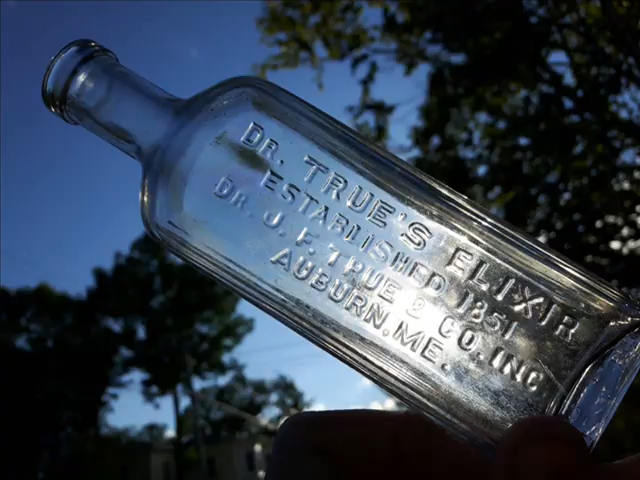 DR. TRUE'S ELIXIR
ESTABLISHED 1851
DR. J. F. TRUE & CO. INC
AUBURN. ME.